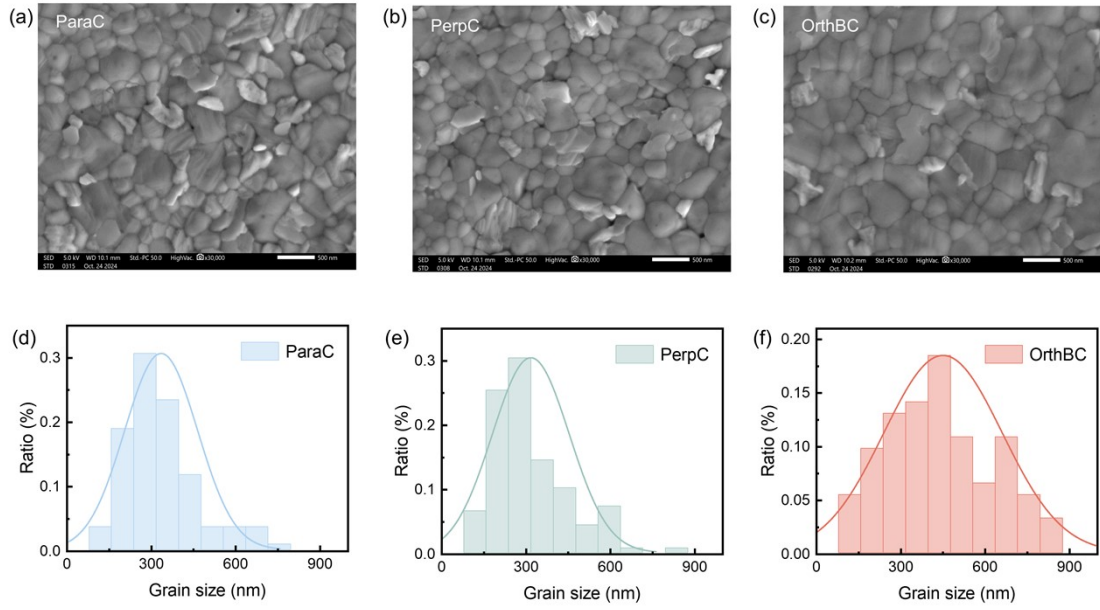 (a)
ParaC
SED 5.0 kV WD 10.1 mm Std.-PC 50.0 HighVac. x30,000 500 nm
STD 0315 Oct. 24 2024
(b)
PerpC
SED 5.0 kV WD 10.1 mm Std.-PC 50.0 HighVac. x30,000 500 nm
STD 0308 Oct. 24 2024
(c)
OrthBC
SED 5.0 kV WD 10.2 mm Std.-PC 50.0 HighVac. x30,000 500 nm
STD 0292 Oct. 24 2024
(d)
ParaC
Ratio (%)
0.3
0.2
0.1
0.0
0 300 600 900
Grain size (nm)
(e)
PerpC
Ratio (%)
0.3
0.2
0.1
0.0
0 300 600 900
Grain size (nm)
(f)
OrthBC
Ratio (%)
0.20
0.15
0.10
0.05
0.00
0 300 600 900
Grain size (nm)